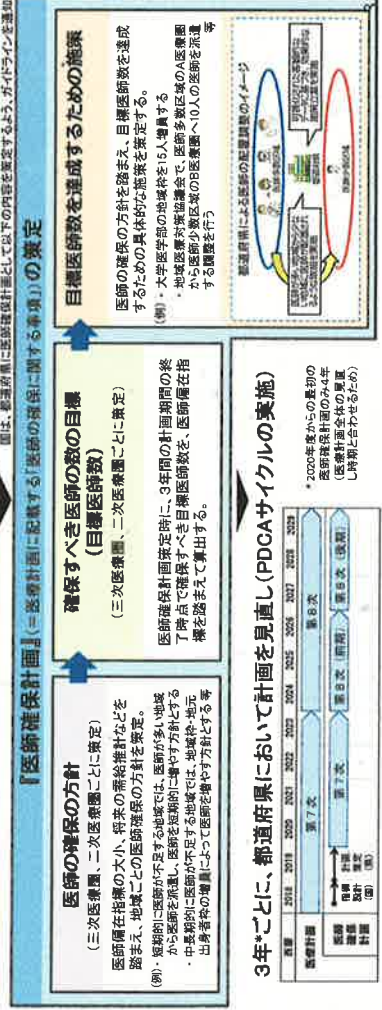 国は、都道府県に医師確保計画として以下の内容を策定するよう、ガイドラインを通知
『医師確保計画』(=医療計画に記載する「医師の確保に関する事項」)の策定
医師の確保の方針
(三次医療圏、二次医療圏ごとに策定)
医師偏在指標の大小、将来の需給推計などを
踏まえ、地域ごとの医師確保の方針を策定。
(例)・短期的に医師が不足する地域では、医師が多い地域
から医師を派遣し、医師を短期的に増やす方針とする
・中長期的に医師が不足する地域では、地域枠・地元
出身者枠の増員によって医師を増やす方針とする 等
確保すべき医師の数の目標
(目標医師数)
(三次医療圏、二次医療圏ごとに策定)
医師確保計画策定時に、3年間の計画期間の終
了時点で確保すべき目標医師数を、医師偏在指
標を踏まえて算出する。
目標医師数を達成するための施策
医師の確保の方針を踏まえ、目標医師数を達成
するための具体的な施策を策定する。
(例)・大学医学部の地域枠を15人増員する
・地域医療対策協議会で、医師多数区域のA医療圏
から医師少数区域のB医療圏へ10人の医師を派遣
する調整を行う 等
都道府県による医師の配置調整のイメージ
3年*ごとに、都道府県において計画を見直し(PDCAサイクルの実施)
西暦 2018 2019 2020 2021 2022 2023 2024 2025 2026 2027 2028 2029
医療計画 第7次 第8次
医師確保計画 指標設計(国) 計画策定(県) 第7次 第8次(前期) 第8次(後期)
*2020年度からの最初の
医師確保計画のみ4年
(医療計画全体の見直
し時期と合わせるため)